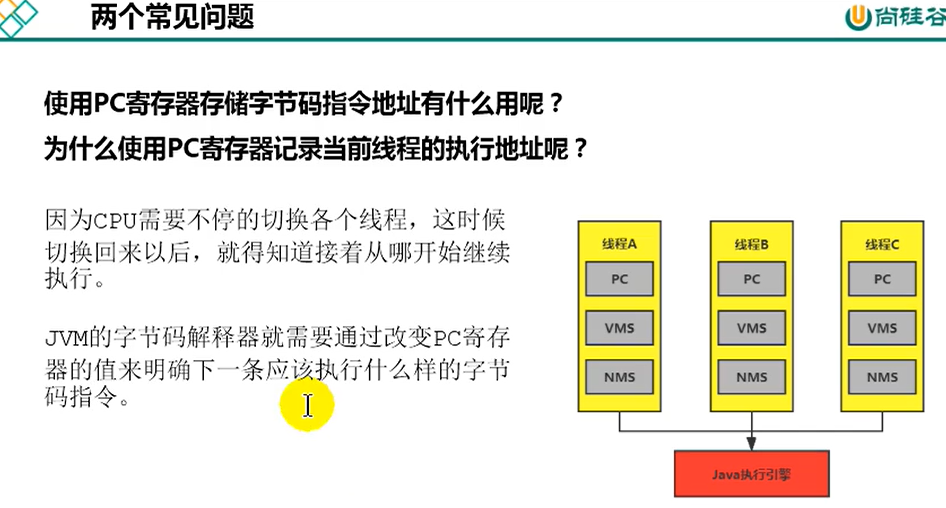 两个常见问题
尚硅谷
使用PC寄存器存储字节码指令地址有什么用呢？
为什么使用PC寄存器记录当前线程的执行地址呢？
因为CPU需要不停的切换各个线程，这时候
切换回来以后，就得知道接着从哪开始继续
执行。
JVM的字节码解释器就需要通过改变PC寄存
器的值来明确下一条应该执行什么样的字节
码指令。
线程A
PC
VMS
NMS
线程B
PC
VMS
NMS
线程C
PC
VMS
NMS
Java执行引擎